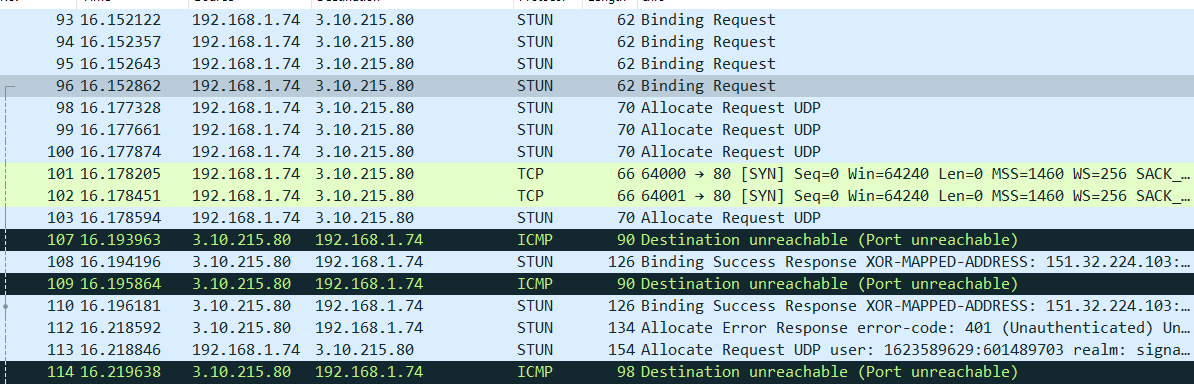 93 16.152122 192.168.1.74 3.10.215.80 STUN 62 Binding Request
94 16.152357 192.168.1.74 3.10.215.80 STUN 62 Binding Request
95 16.152643 192.168.1.74 3.10.215.80 STUN 62 Binding Request
96 16.152862 192.168.1.74 3.10.215.80 STUN 62 Binding Request
98 16.177328 192.168.1.74 3.10.215.80 STUN 70 Allocate Request UDP
99 16.177661 192.168.1.74 3.10.215.80 STUN 70 Allocate Request UDP
100 16.177874 192.168.1.74 3.10.215.80 STUN 70 Allocate Request UDP
101 16.178205 192.168.1.74 3.10.215.80 TCP 66 64000 → 80 [SYN] Seq=0 Win=64240 Len=0 MSS=1460 WS=256 SACK_…
102 16.178451 192.168.1.74 3.10.215.80 TCP 66 64001 → 80 [SYN] Seq=0 Win=64240 Len=0 MSS=1460 WS=256 SACK_…
103 16.178594 192.168.1.74 3.10.215.80 STUN 70 Allocate Request UDP
107 16.193963 3.10.215.80 192.168.1.74 ICMP 90 Destination unreachable (Port unreachable)
108 16.194196 3.10.215.80 192.168.1.74 STUN 126 Binding Success Response XOR-MAPPED-ADDRESS: 151.32.224.103:…
109 16.195864 3.10.215.80 192.168.1.74 ICMP 90 Destination unreachable (Port unreachable)
110 16.196181 3.10.215.80 192.168.1.74 STUN 126 Binding Success Response XOR-MAPPED-ADDRESS: 151.32.224.103:…
112 16.218592 3.10.215.80 192.168.1.74 STUN 134 Allocate Error Response error-code: 401 (Unauthenticated) Un…
113 16.218846 192.168.1.74 3.10.215.80 STUN 154 Allocate Request UDP user: 1623589629:601489703 realm: signa…
114 16.219638 3.10.215.80 192.168.1.74 ICMP 98 Destination unreachable (Port unreachable)